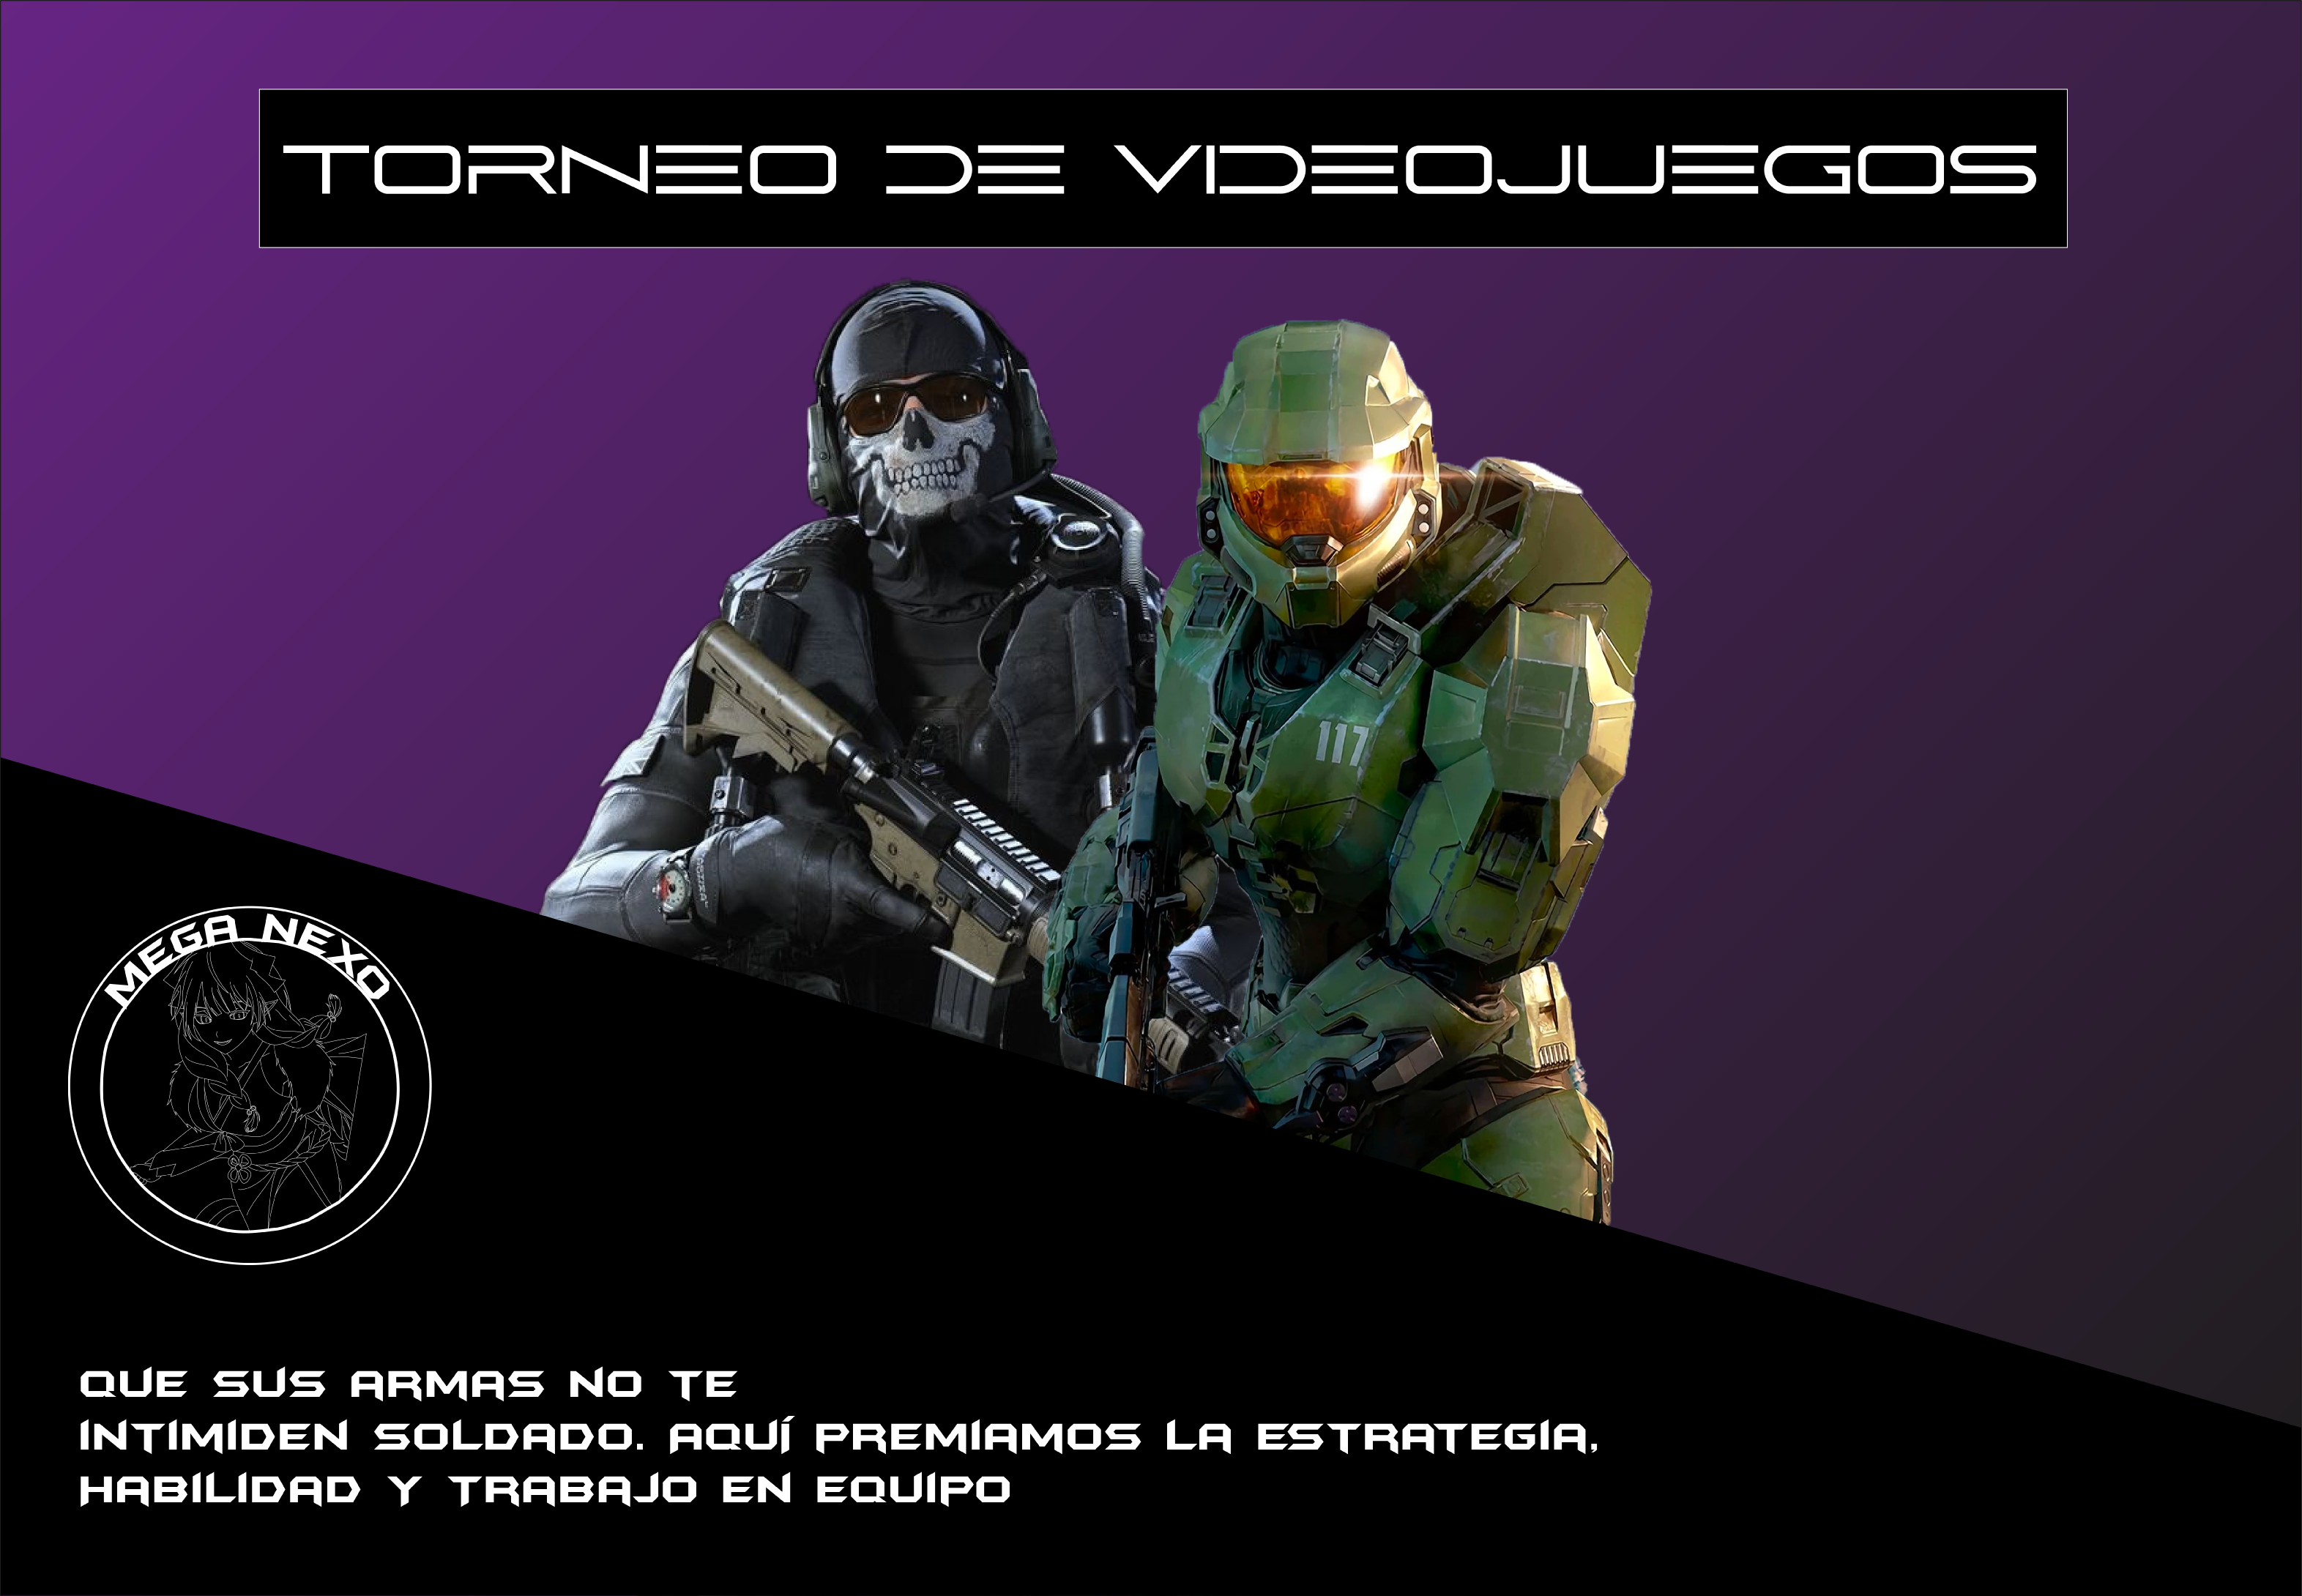 TORNEO DE VIDEOJUEGOS
117
MEGA NEXO
QUE SUS ARMAS NO TE
INTIMIDEN SOLDADO. AQUÍ PREMIAMOS LA ESTRATEGIA,
HABILIDAD Y TRABAJO EN EQUIPO